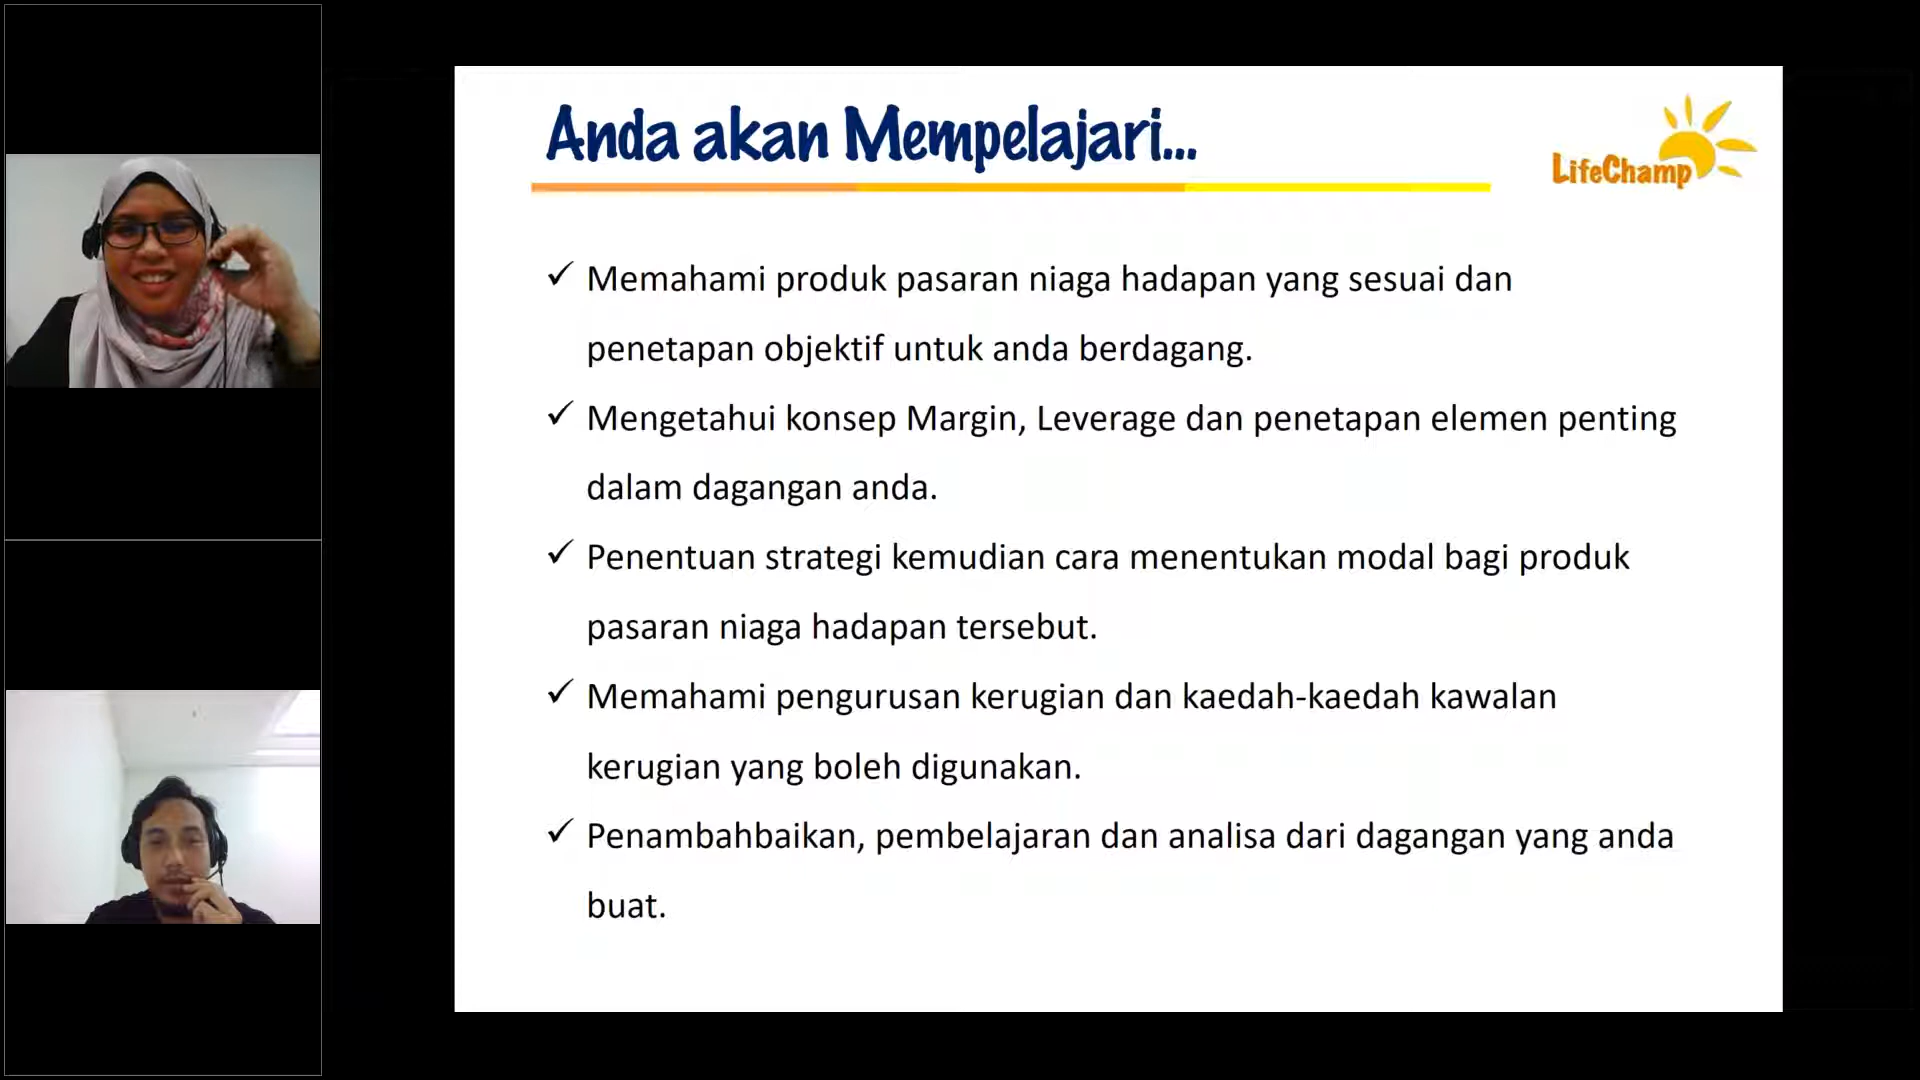 Anda akan Mempelajari...
LifeChamp
✓ Memahami produk pasaran niaga hadapan yang sesuai dan
penetapan objektif untuk anda berdagang.
✓ Mengetahui konsep Margin, Leverage dan penetapan elemen penting
dalam dagangan anda.
✓ Penentuan strategi kemudian cara menentukan modal bagi produk
pasaran niaga hadapan tersebut.
✓ Memahami pengurusan kerugian dan kaedah-kaedah kawalan
kerugian yang boleh digunakan.
✓ Penambahbaikan, pembelajaran dan analisa dari dagangan yang anda
buat.